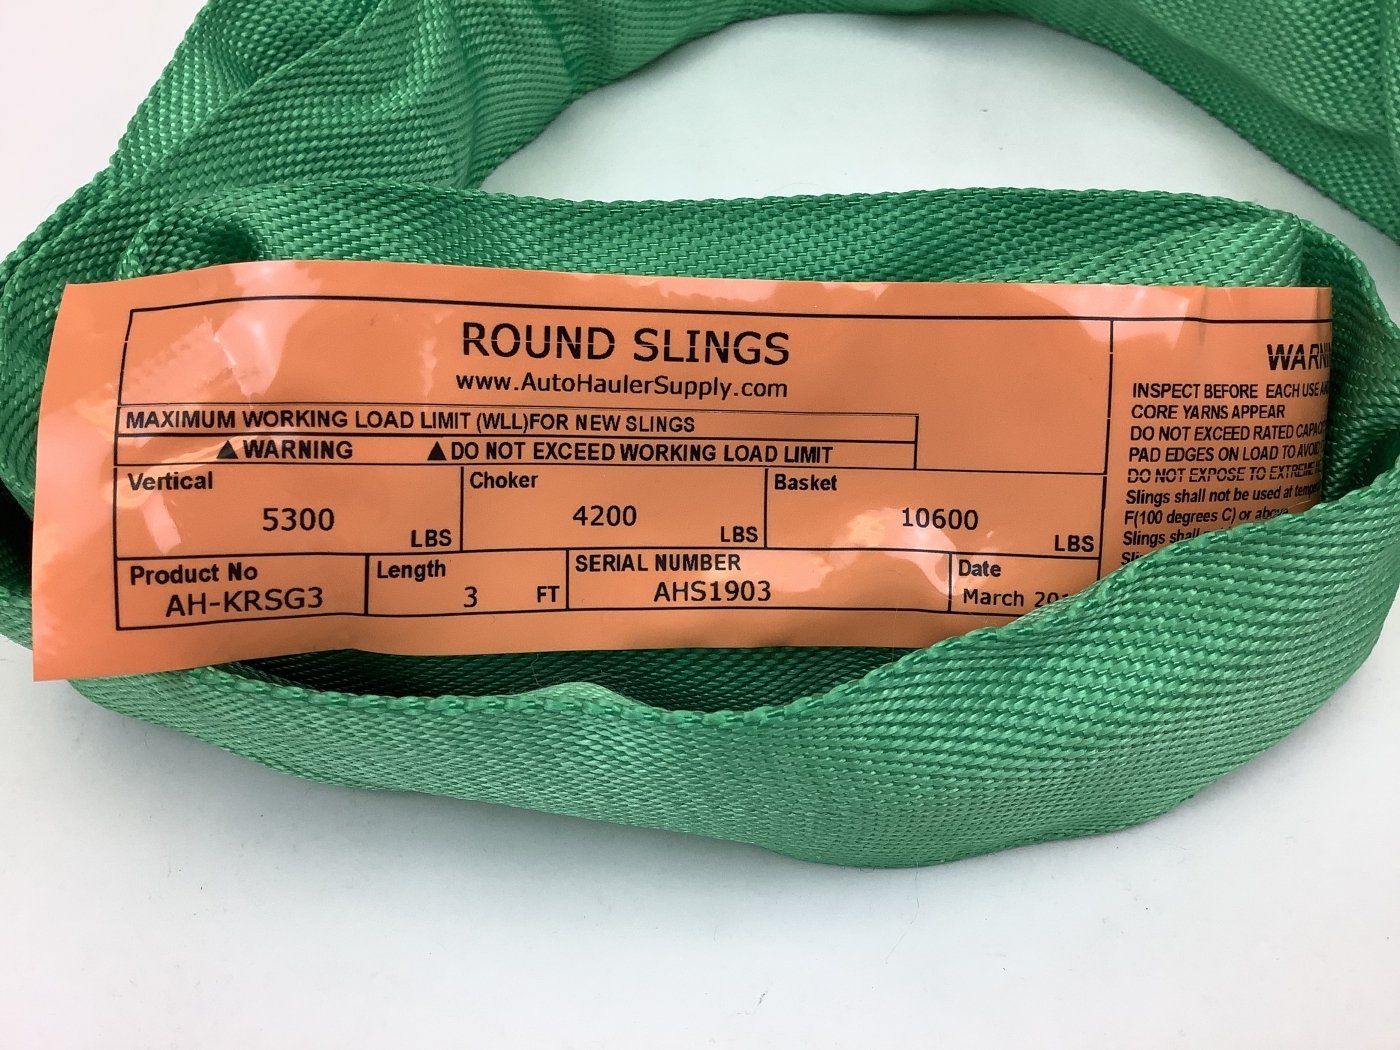 ROUND SLINGS
www.AutoHaulerSupply.com
MAXIMUM WORKING LOAD LIMIT (WLL)FOR NEW SLINGS
▲WARNING ▲DO NOT EXCEED WORKING LOAD LIMIT
Vertical
5300
LBS
Choker
4200
LBS
Basket
10600
LBS
Product No
AH-KRSG3
Length
3 FT
SERIAL NUMBER
AHS1903
Date
March
INSPECT BEFORE EACH USE
CORE YARNS APPEAR
DO NOT EXCEED RATED
PAD EDGES ON LOAD TO AVOID
DO NOT EXPOSE TO EXTREME
Slings shall not be used at
F(100 degrees C) or above
Slings shall